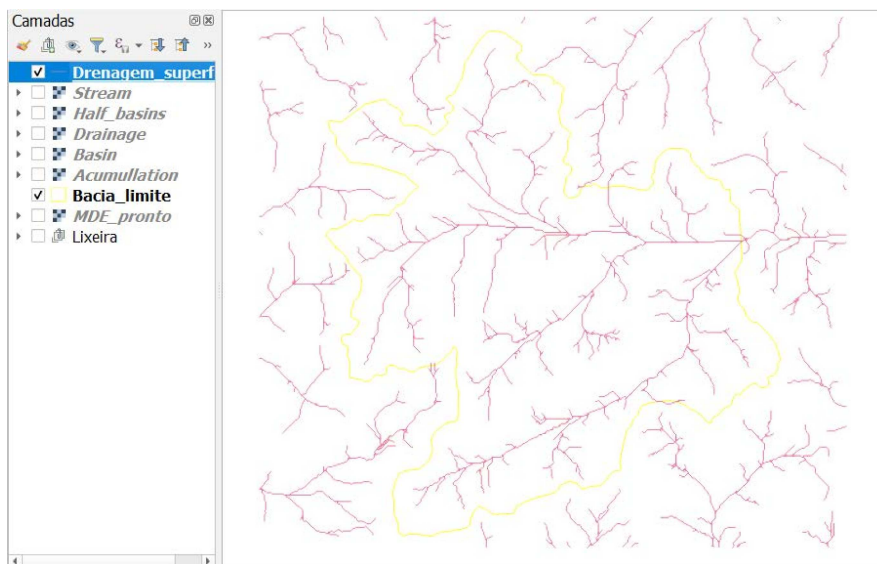 Camadas
Drenagem_superf
Stream
Half_basins
Drainage
Basin
Acumullation
Bacia_limite
MDE_pronto
Lixeira